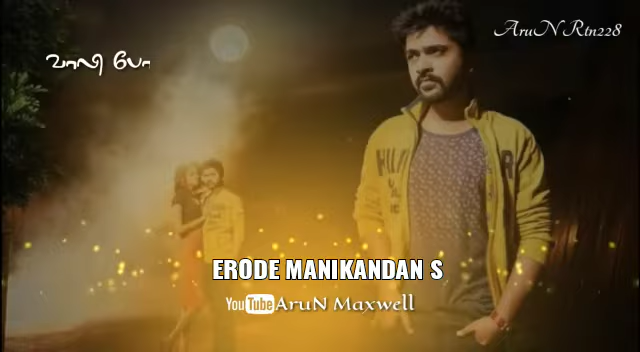 AruN Rtn228
வாலி போ
ERODE MANIKANDAN S
YouTube AruN Maxwell